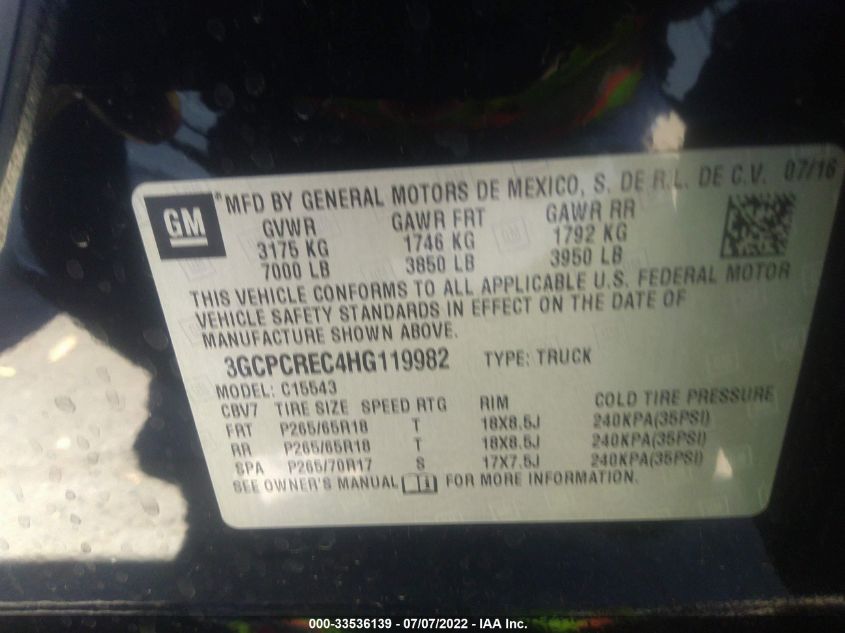 GM ®MFD BY GENERAL MOTORS DE MEXICO, S. DE R.L. DE C.V. 07/16
GVWR GAWR FRT GAWR RR
3175 KG 1746 KG 1792 KG
7000 LB 3850 LB 3950 LB
THIS VEHICLE CONFORMS TO ALL APPLICABLE U.S. FEDERAL MOTOR
VEHICLE SAFETY STANDARDS IN EFFECT ON THE DATE OF
MANUFACTURE SHOWN ABOVE.
3GCPCREC4HG119982 TYPE: TRUCK
MODEL: C15543
CBV7 TIRE SIZE SPEED RTG RIM COLD TIRE PRESSURE
FRT P265/65R18 T 18X8.5J 240KPA(35PSI)
RR P265/65R18 T 18X8.5J 240KPA(35PSI)
SPA P265/70R17 S 17X7.5J 240KPA(35PSI)
SEE OWNER'S MANUAL FOR MORE INFORMATION.
000-33536139 - 07/07/2022 - IAA Inc.